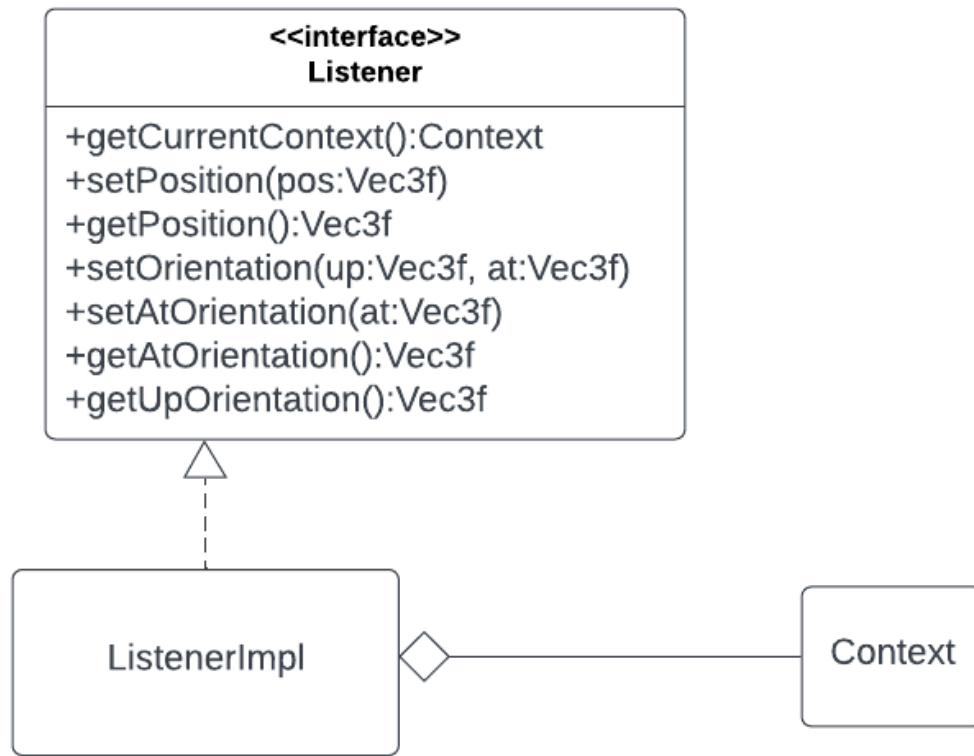 <<interface>>
Listener
+getCurrentContext():Context
+setPosition(pos:Vec3f)
+getPosition():Vec3f
+setOrientation(up:Vec3f, at:Vec3f)
+setAtOrientation(at:Vec3f)
+getAtOrientation():Vec3f
+getUpOrientation():Vec3f
ListenerImpl
Context